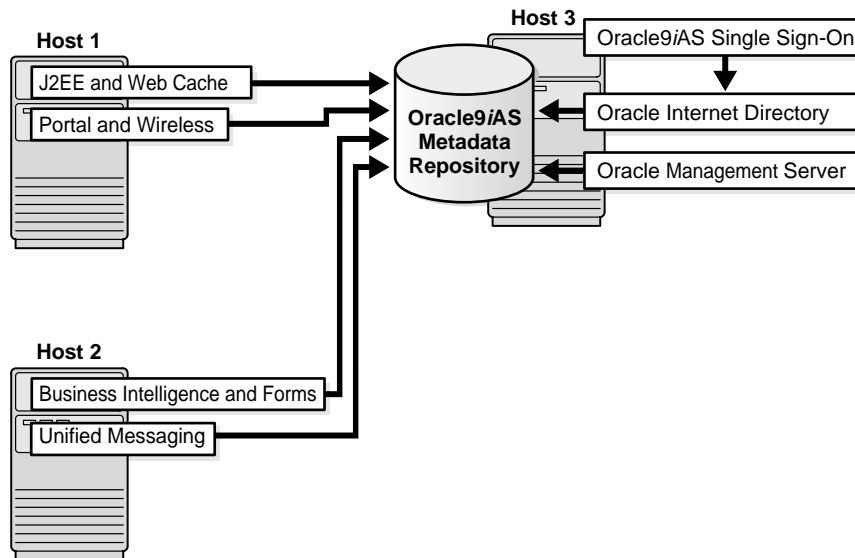 Host 1
J2EE and Web Cache
Portal and Wireless
Oracle9iAS
Metadata
Repository
Host 3
Oracle9iAS Single Sign-On
Oracle Internet Directory
Oracle Management Server
Host 2
Business Intelligence and Forms
Unified Messaging